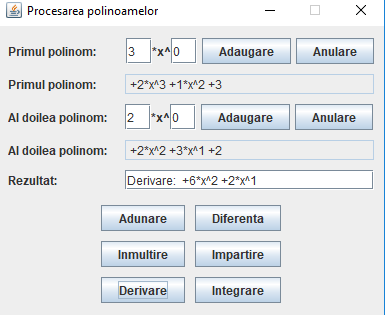 Procesarea polinoamelor
Primul polinom: 3 *x^ 0 Adaugare Anulare
Primul polinom: +2*x^3 +1*x^2 +3
Al doilea polinom: 2 *x^ 0 Adaugare Anulare
Al doilea polinom: +2*x^2 +3*x^1 +2
Rezultat: Derivare: +6*x^2 +2*x^1
Adunare Diferenta
Inmultire Impartire
Derivare Integrare